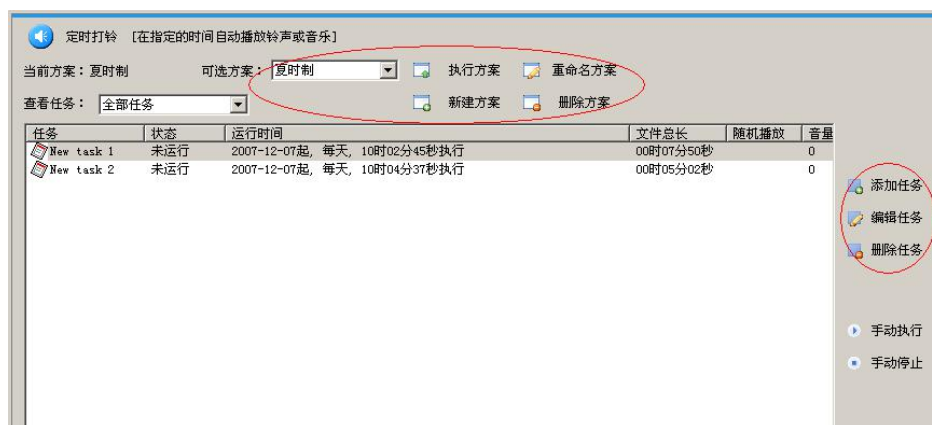 定时打铃 [在指定的时间自动播放铃声或音乐]
当前方案：夏时制 可选方案： 夏时制 执行方案 重命名方案
查看任务： 全部任务 新建方案 删除方案
任务 状态 运行时间 文件总长 随机播放 音量
New task 1 未运行 2007-12-07起, 每天, 10时02分45秒执行 00时07分50秒 0
New task 2 未运行 2007-12-07起, 每天, 10时04分37秒执行 00时05分02秒 0
添加任务
编辑任务
删除任务
手动执行
手动停止